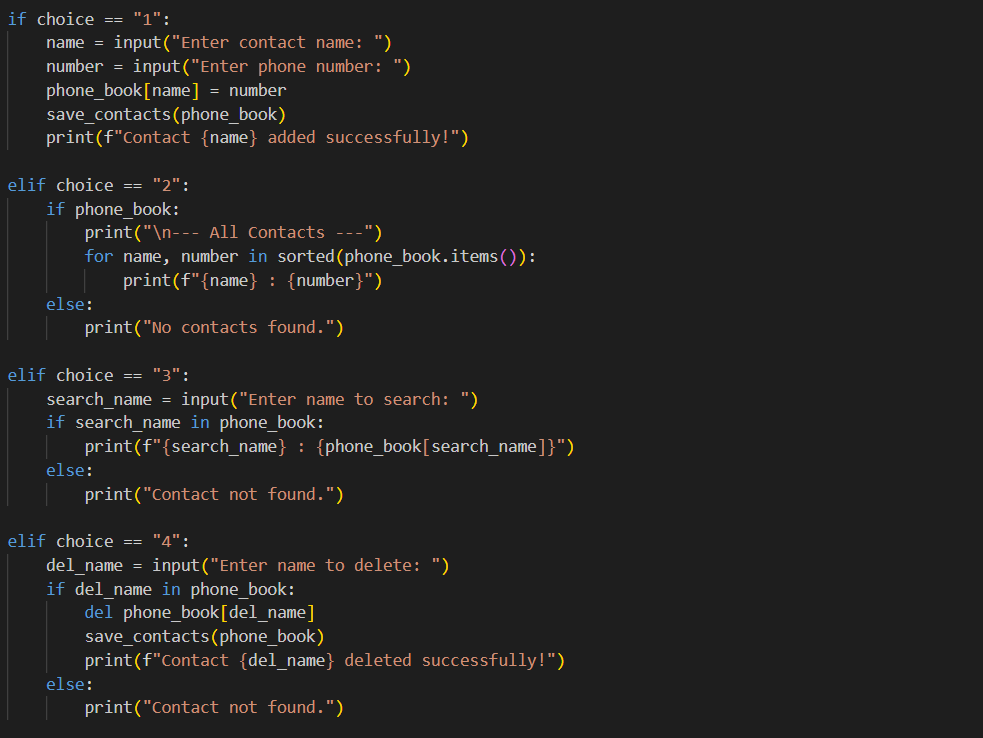 if choice == "1":
    name = input("Enter contact name: ")
    number = input("Enter phone number: ")
    phone_book[name] = number
    save_contacts(phone_book)
    print(f"Contact {name} added successfully!")

elif choice == "2":
    if phone_book:
        print("\n--- All Contacts ---")
        for name, number in sorted(phone_book.items()):
            print(f"{name} : {number}")
    else:
        print("No contacts found.")

elif choice == "3":
    search_name = input("Enter name to search: ")
    if search_name in phone_book:
        print(f"{search_name} : {phone_book[search_name]}")
    else:
        print("Contact not found.")

elif choice == "4":
    del_name = input("Enter name to delete: ")
    if del_name in phone_book:
        del phone_book[del_name]
        save_contacts(phone_book)
        print(f"Contact {del_name} deleted successfully!")
    else:
        print("Contact not found.")